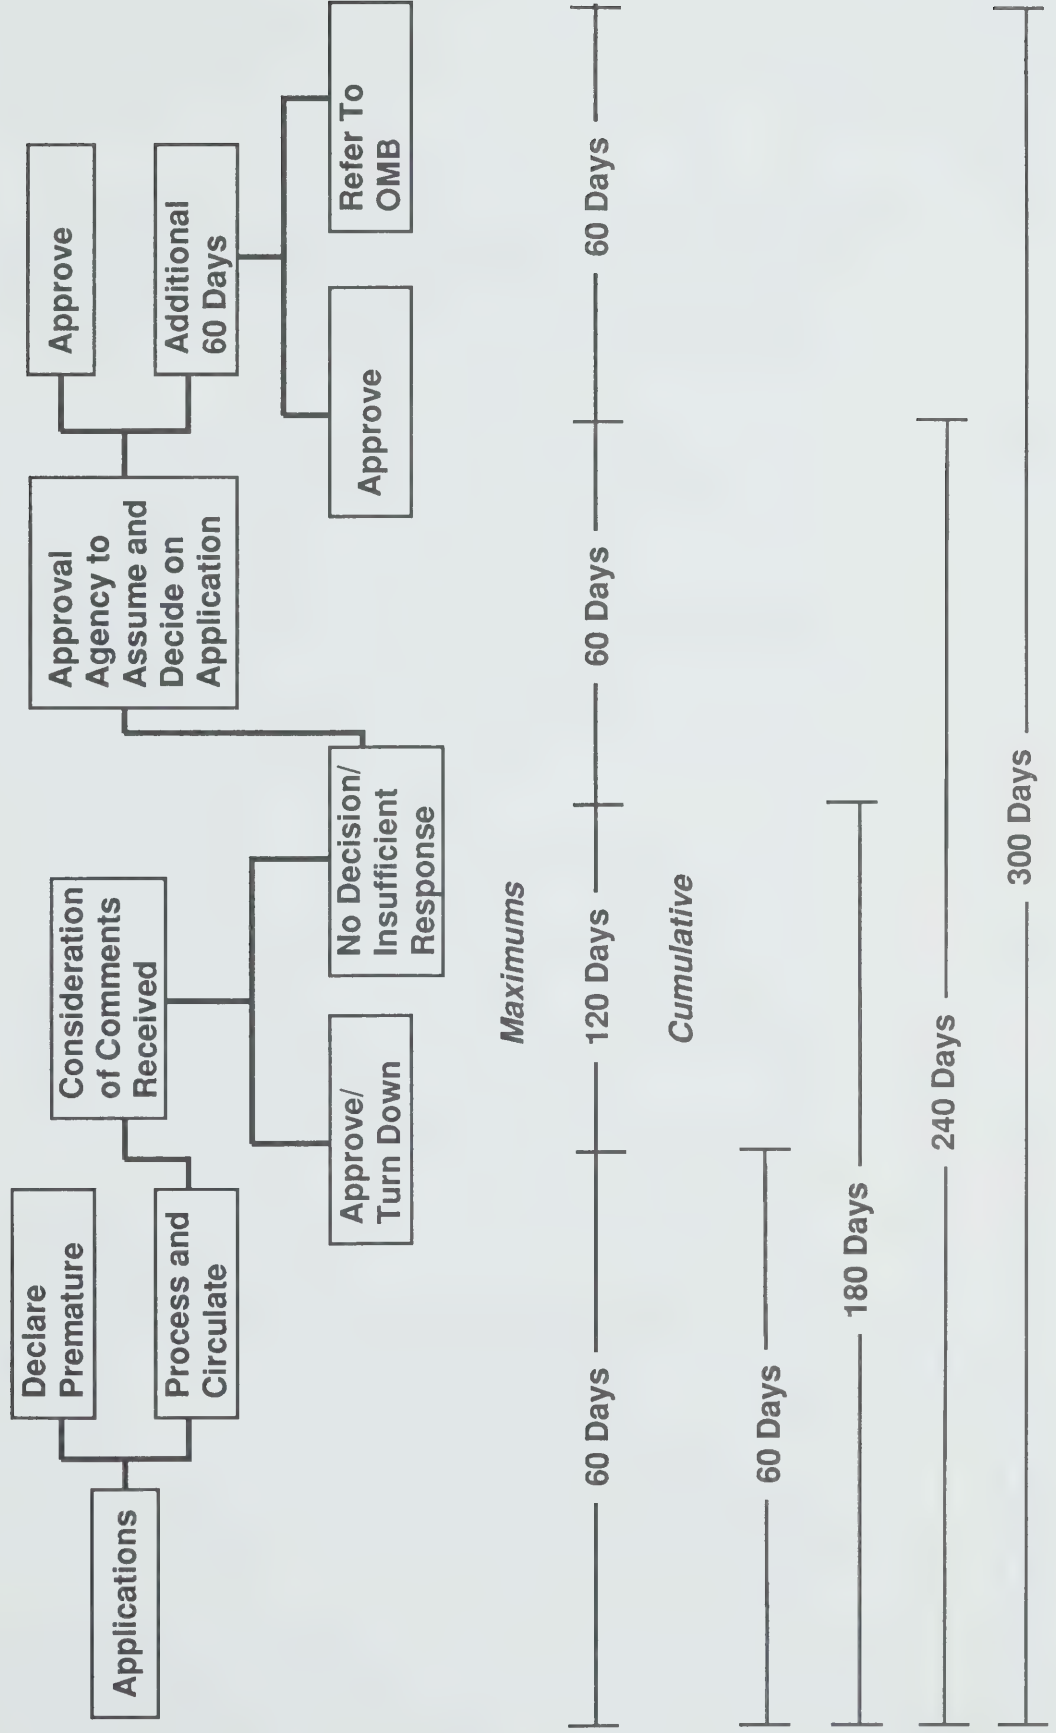 Applications
Declare
Premature
Process and
Circulate
Consideration
of Comments
Received
Approve/
Turn Down
No Decision/
Insufficient
Response
Approval
Agency to
Assume and
Decide on
Application
Approve
Additional
60 Days
Approve
Refer To
OMB
Maximums
60 Days
120 Days
60 Days
60 Days
Cumulative
60 Days
180 Days
240 Days
300 Days